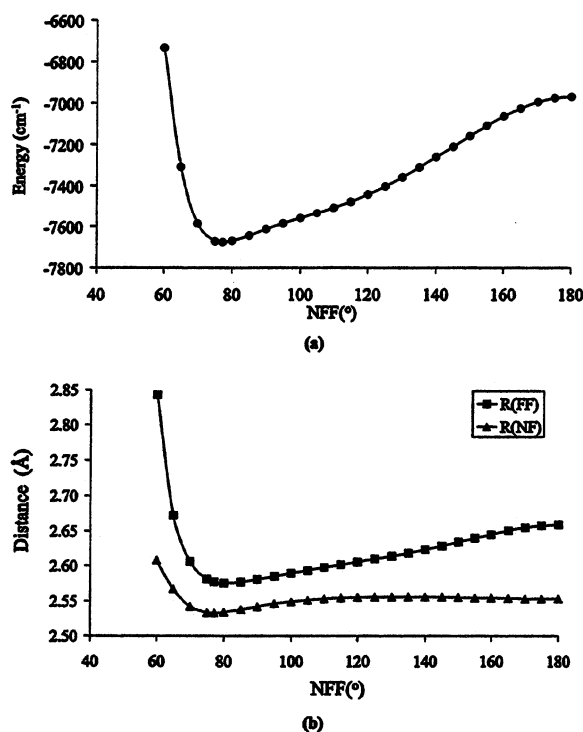 -6600
-6800
-7000
-7200
-7400
-7600
-7800
Energy (cm⁻¹)
40 60 80 100 120 140 160 180
NFF(°)
(a)
2.85
2.80
2.75
2.70
2.65
2.60
2.55
2.50
Distance (Å)
R(FF)
R(NF)
40 60 80 100 120 140 160 180
NFF(°)
(b)